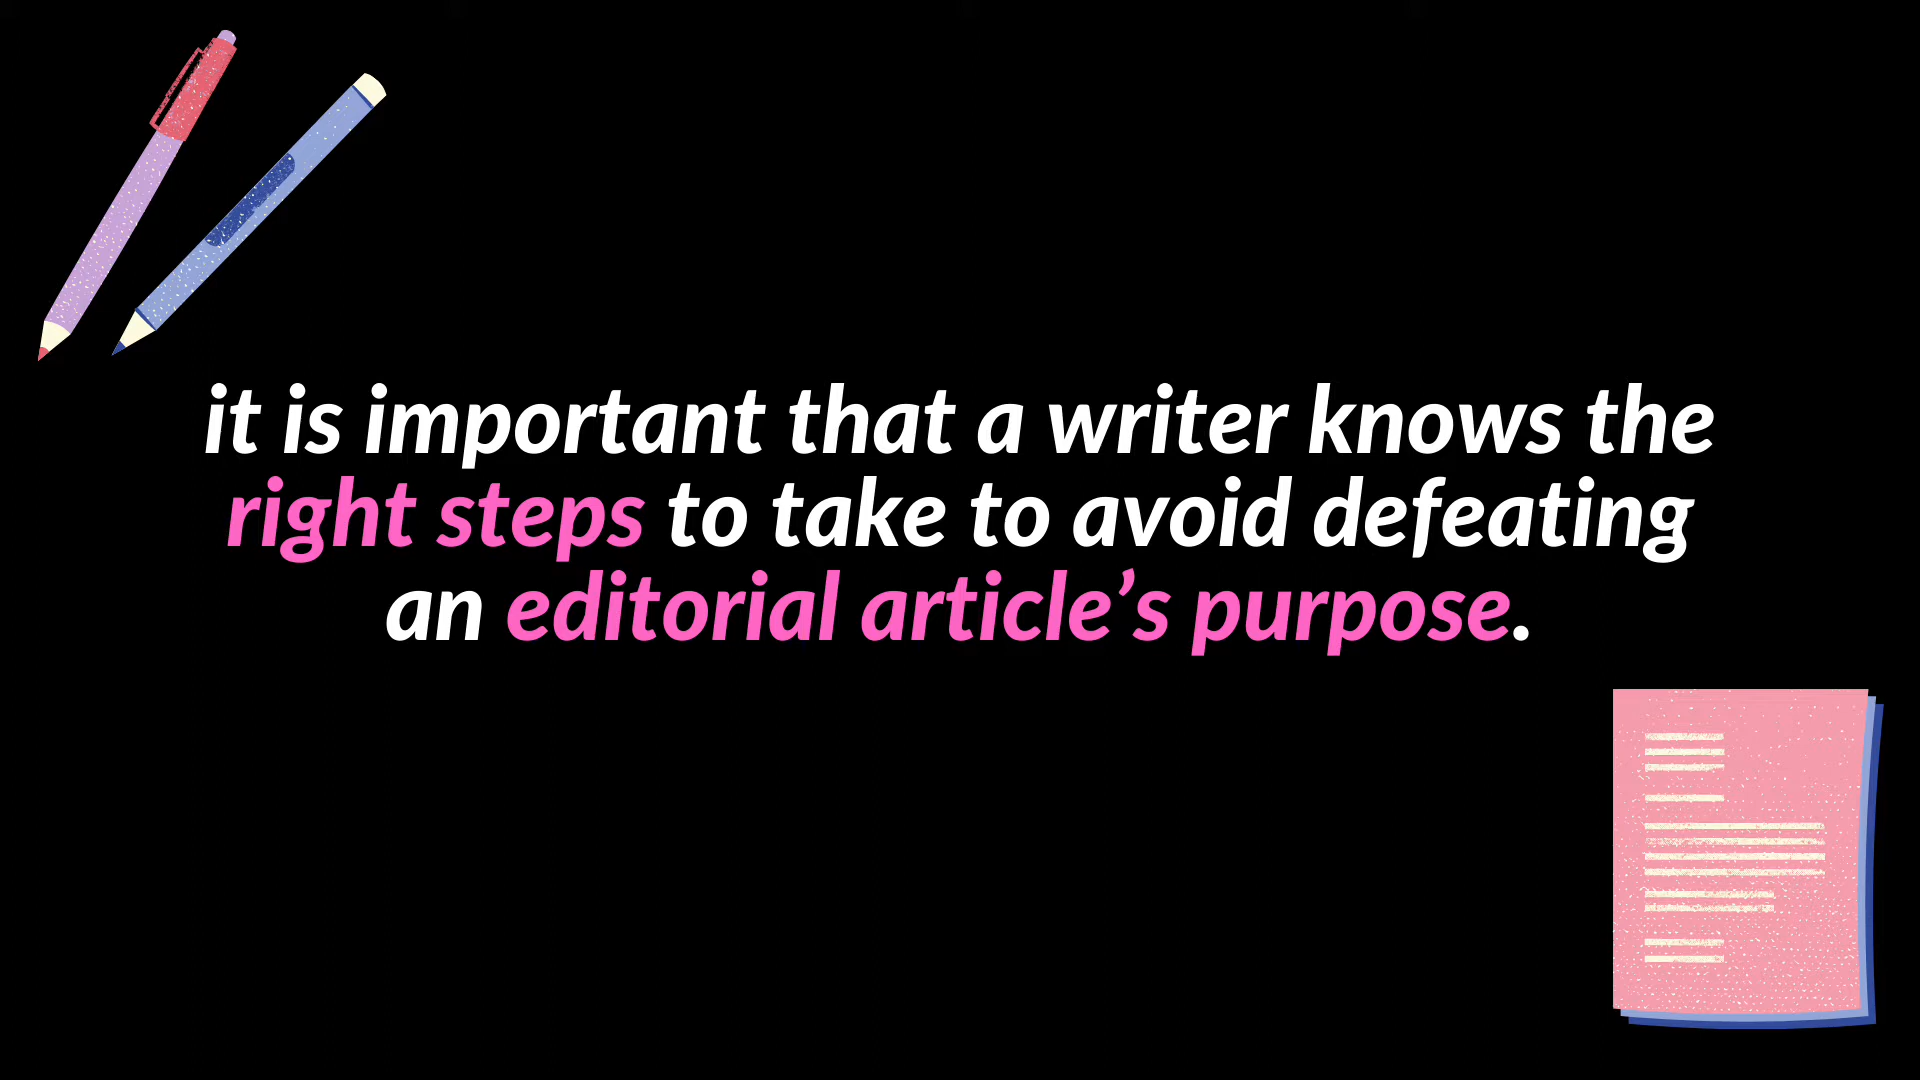 it is important that a writer knows the
right steps to take to avoid defeating
an editorial article’s purpose.